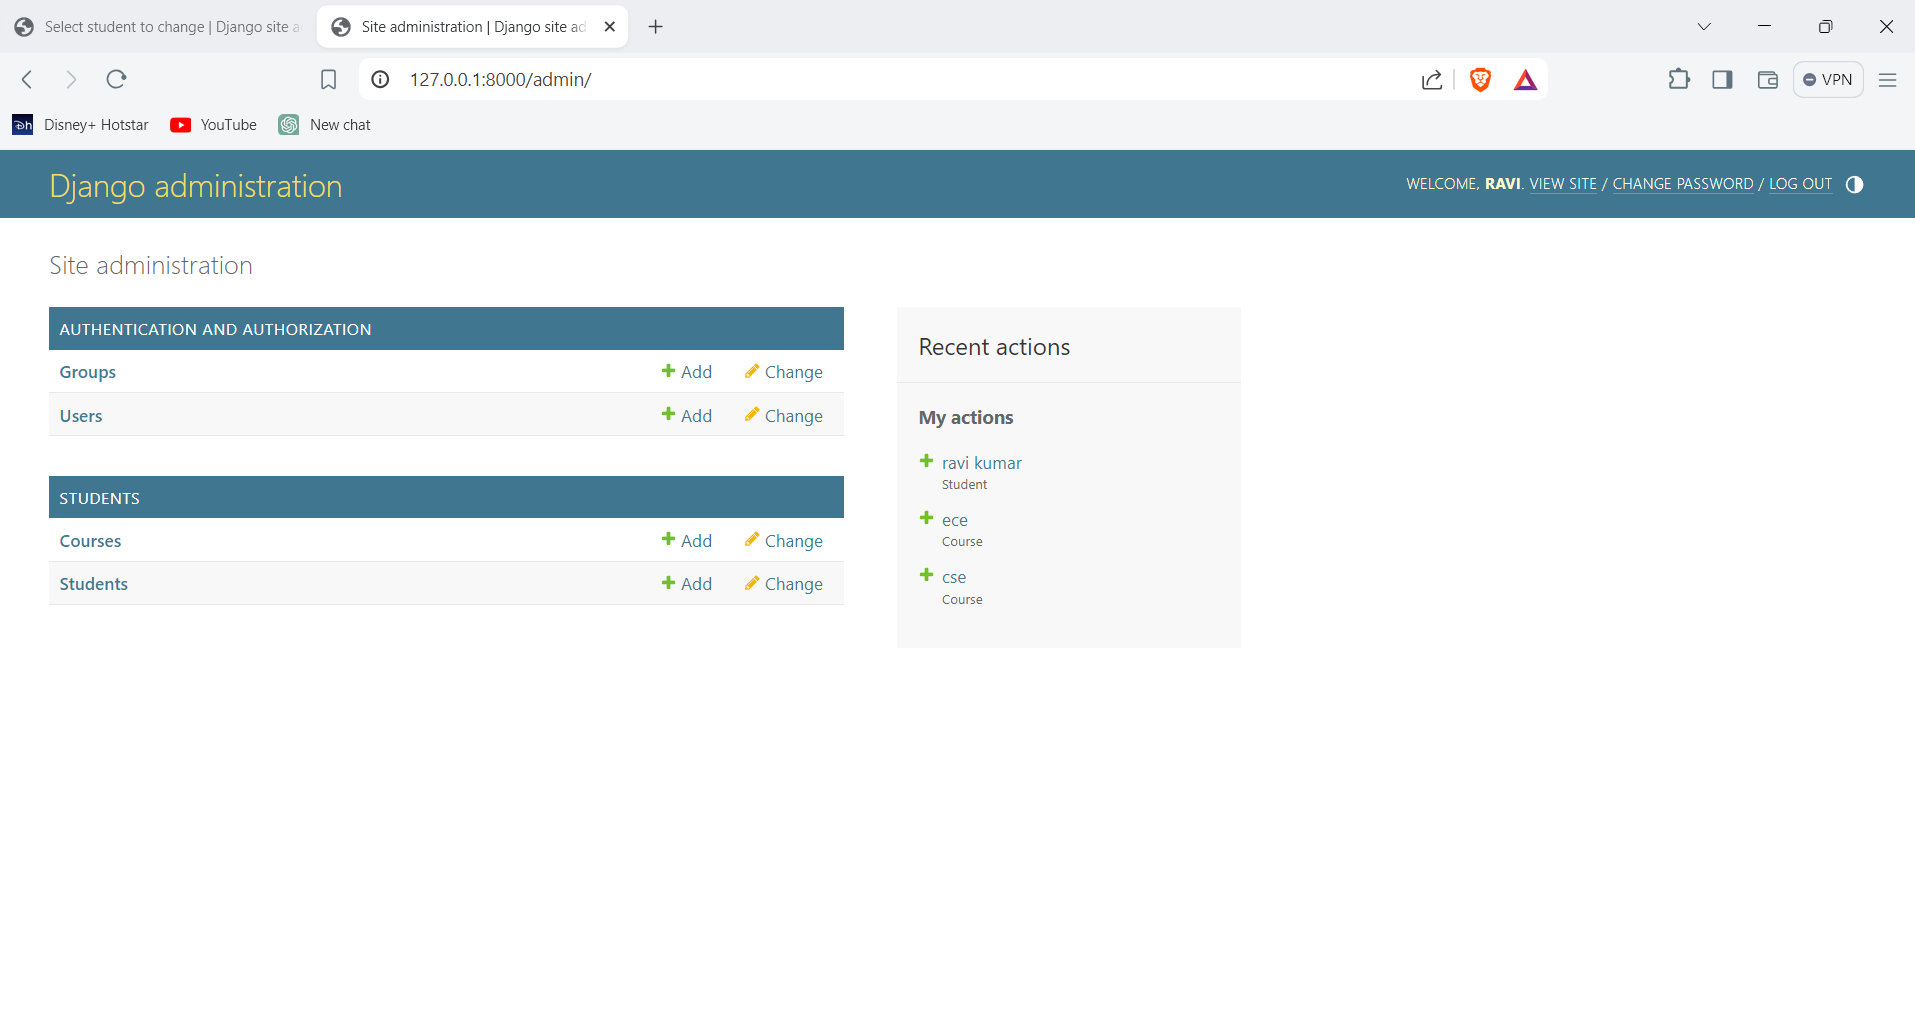 Select student to change | Django site a
Site administration | Django site ad
127.0.0.1:8000/admin/
VPN
Disney+ Hotstar
YouTube
New chat
Django administration
WELCOME, RAVI. VIEW SITE / CHANGE PASSWORD / LOG OUT
Site administration
AUTHENTICATION AND AUTHORIZATION
Groups Add Change
Users Add Change
STUDENTS
Courses Add Change
Students Add Change
Recent actions
My actions
ravi kumar
Student
ece
Course
cse
Course